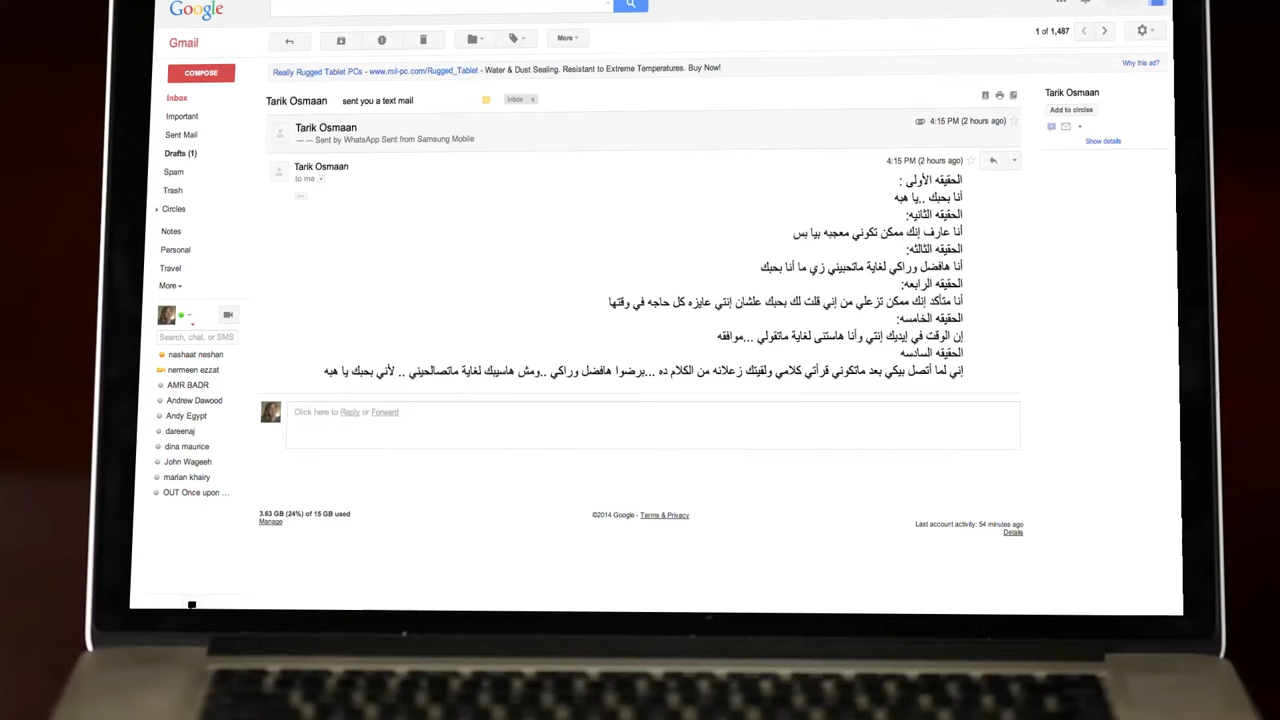 Google
Gmail
More
1 of 1,487
COMPOSE
Really Rugged Tablet PCs - www.mil-pc.com/Rugged_Tablet - Water & Dust Sealing. Resistant to Extreme Temperatures. Buy Now!
Why this ad?
Inbox
Important
Sent Mail
Drafts (1)
Spam
Trash
Circles
Notes
Personal
Travel
More
Tarik Osmaan sent you a text mail
Inbox x
Tarik Osmaan
— — Sent by WhatsApp Sent from Samsung Mobile
4:15 PM (2 hours ago)
Tarik Osmaan
to me
4:15 PM (2 hours ago)
...
الحقيقه الأولى :
أنا بحبك ..يا هبه
الحقيقه الثانيه:
أنا عارف إنك ممكن تكوني معجبه بيا بس
الحقيقه الثالثه:
أنا هافضل وراكي لغاية ماتحبيني زي ما أنا بحبك
الحقيقه الرابعه:
أنا متأكد إنك ممكن تزعلي من إني قلت لك بحبك علشان إنتي عايزه كل حاجه في وقتها
الحقيقه الخامسه:
إن الوقت في إيديك إنتي وأنا هاستنى لغاية ماتقولي ...موافقه
الحقيقه السادسه
إني لما أتصل بيكي بعد ماتكوني قرأتي كلامي ولقيتك زعلانه من الكلام ده ...برضوا هافضل وراكي ..ومش هاسيبك لغاية ماتصالحيني .. لأني بحبك يا هبه
Tarik Osmaan
Add to circles
Show details
Search, chat, or SMS
nashaat neshan
nermeen ezzat
AMR BADR
Andrew Dawood
Andy Egypt
dareenaj
dina maurice
John Wageeh
marian khairy
OUT Once upon ...
Click here to Reply or Forward
3.63 GB (24%) of 15 GB used
Manage
©2014 Google - Terms & Privacy
Last account activity: 54 minutes ago
Details